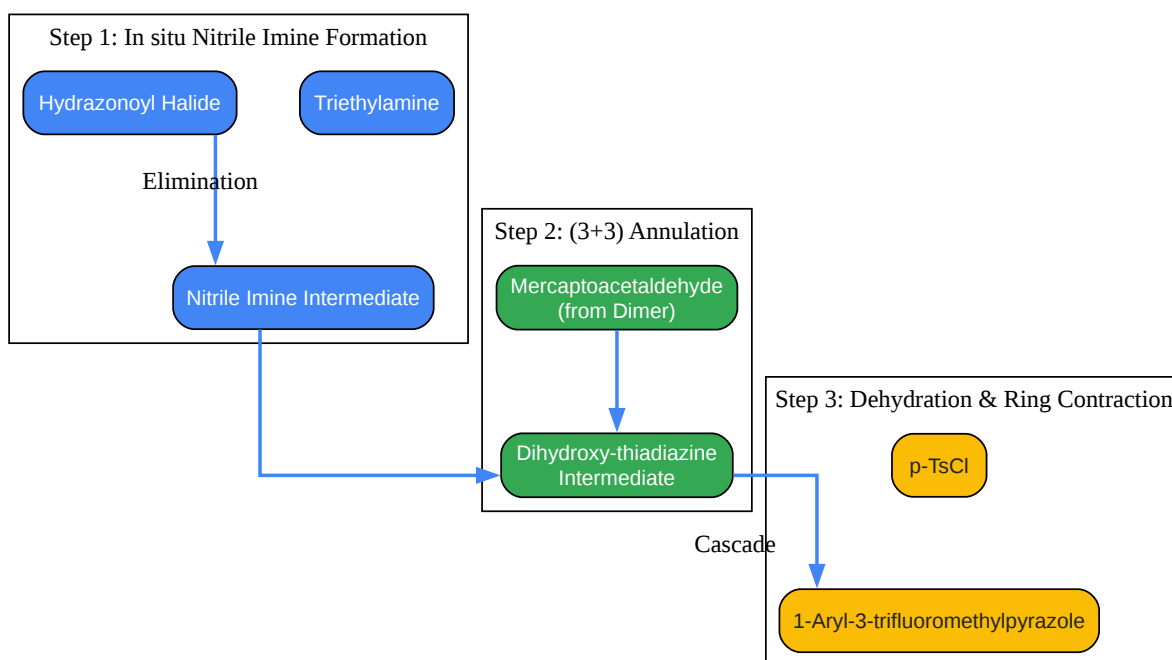 Step 1: In situ Nitrile Imine Formation
Hydrazonoyl Halide
Triethylamine
Elimination
Nitrile Imine Intermediate
Step 2: (3+3) Annulation
Mercaptoacetaldehyde
(from Dimer)
Dihydroxy-thiadiazine
Intermediate
Step 3: Dehydration & Ring Contraction
p-TsCl
Cascade
1-Aryl-3-trifluoromethylpyrazole